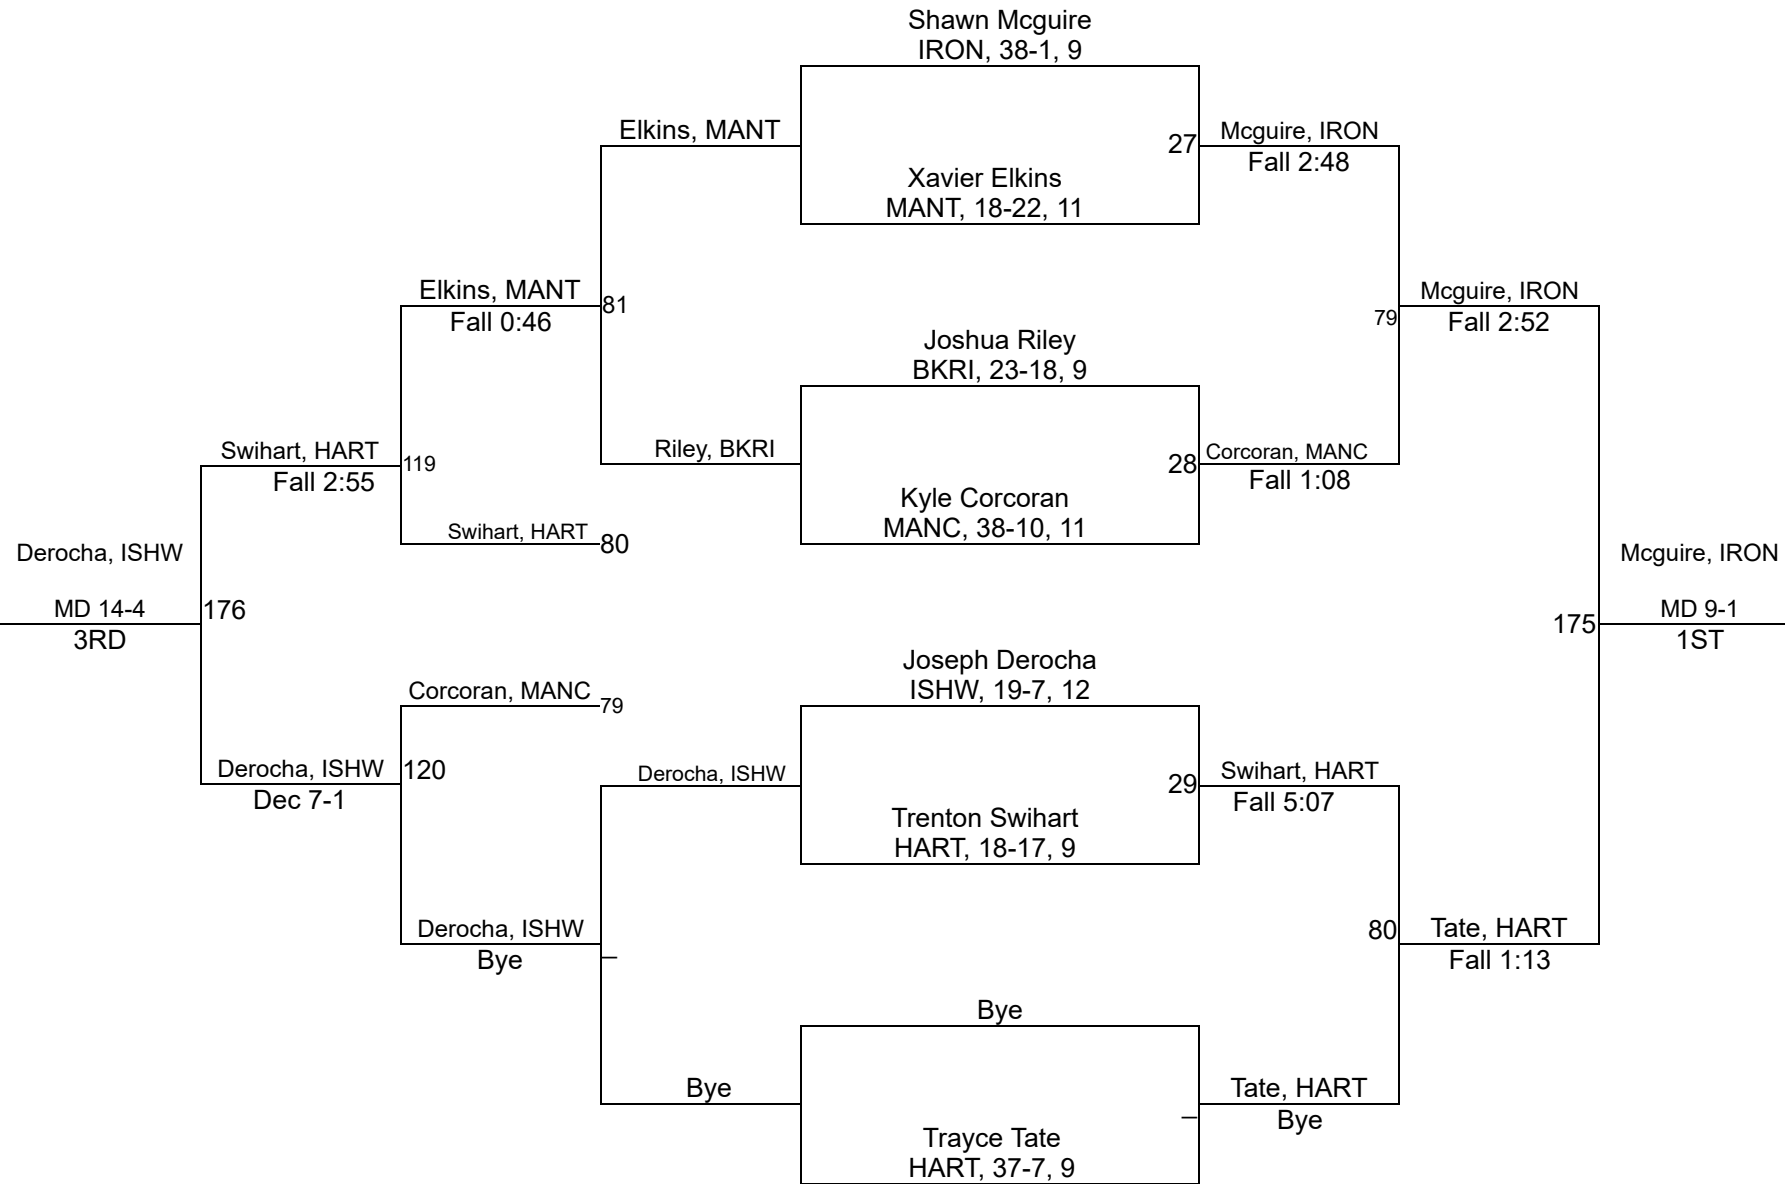 Shawn Mcguire
IRON, 38-1, 9
Elkins, MANT
27
Mcguire, IRON
Fall 2:48
Xavier Elkins
MANT, 18-22, 11
Elkins, MANT
Fall 0:46
81
Mcguire, IRON
79
Fall 2:52
Joshua Riley
BKRI, 23-18, 9
Swihart, HART
Fall 2:55
119
Riley, BKRI
28
Corcoran, MANC
Fall 1:08
Kyle Corcoran
MANC, 38-10, 11
Swihart, HART
80
Derocha, ISHW
MD 14-4
3RD
176
Mcguire, IRON
175
MD 9-1
1ST
Joseph Derocha
ISHW, 19-7, 12
Corcoran, MANC
79
Derocha, ISHW
Dec 7-1
120
Derocha, ISHW
29
Swihart, HART
Fall 5:07
Trenton Swihart
HART, 18-17, 9
Derocha, ISHW
Bye
–
80
Tate, HART
Fall 1:13
Bye
Bye
–
Tate, HART
Bye
Trayce Tate
HART, 37-7, 9